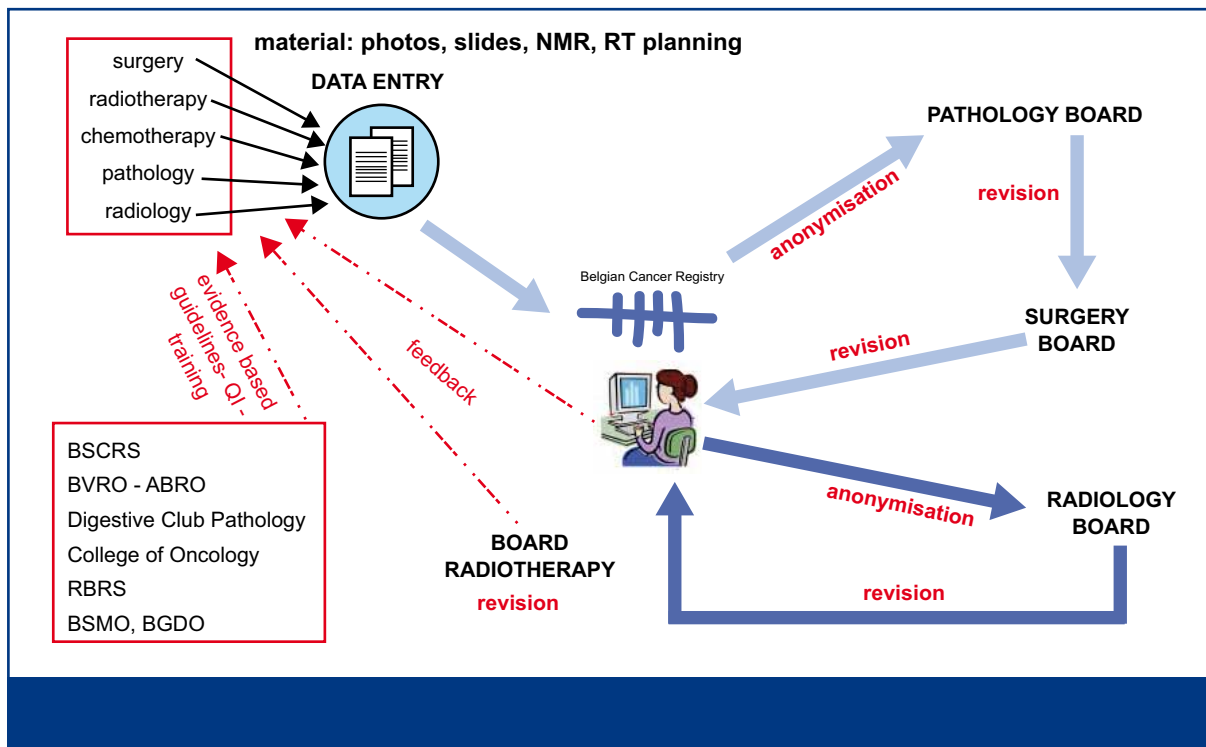 material: photos, slides, NMR, RT planning
surgery
radiotherapy
chemotherapy
pathology
radiology
DATA ENTRY
PATHOLOGY BOARD
anonymisation
revision
Belgian Cancer Registry
SURGERY
BOARD
revision
evidence based
guidelines- QI -
training
feedback
BSCRS
BVRO - ABRO
Digestive Club Pathology
College of Oncology
RBRS
BSMO, BGDO
BOARD
RADIOTHERAPY
revision
anonymisation
RADIOLOGY
BOARD
revision